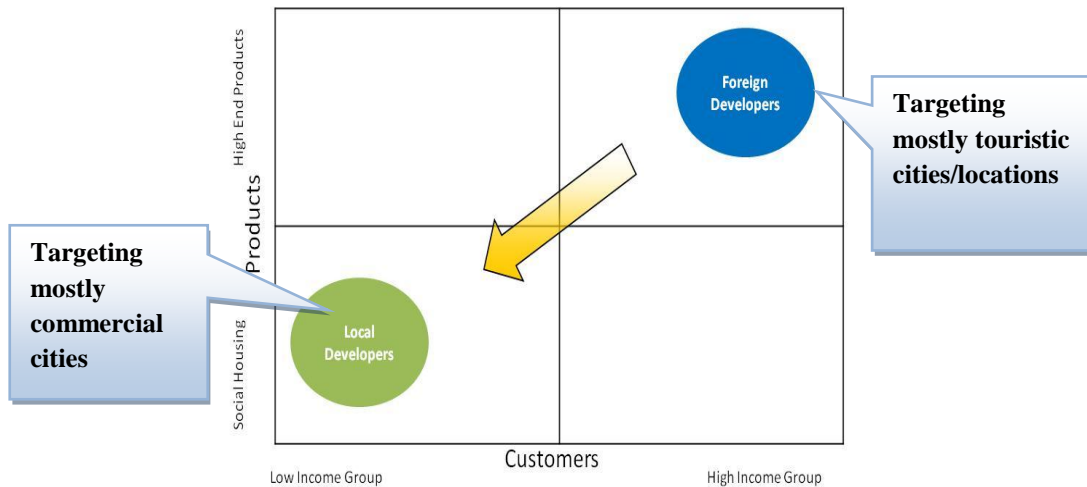 High End Products
Foreign
Developers
Targeting
mostly touristic
cities/locations
Products
Targeting
mostly
commercial
cities
Social Housing
Local
Developers
Customers
Low Income Group
High Income Group